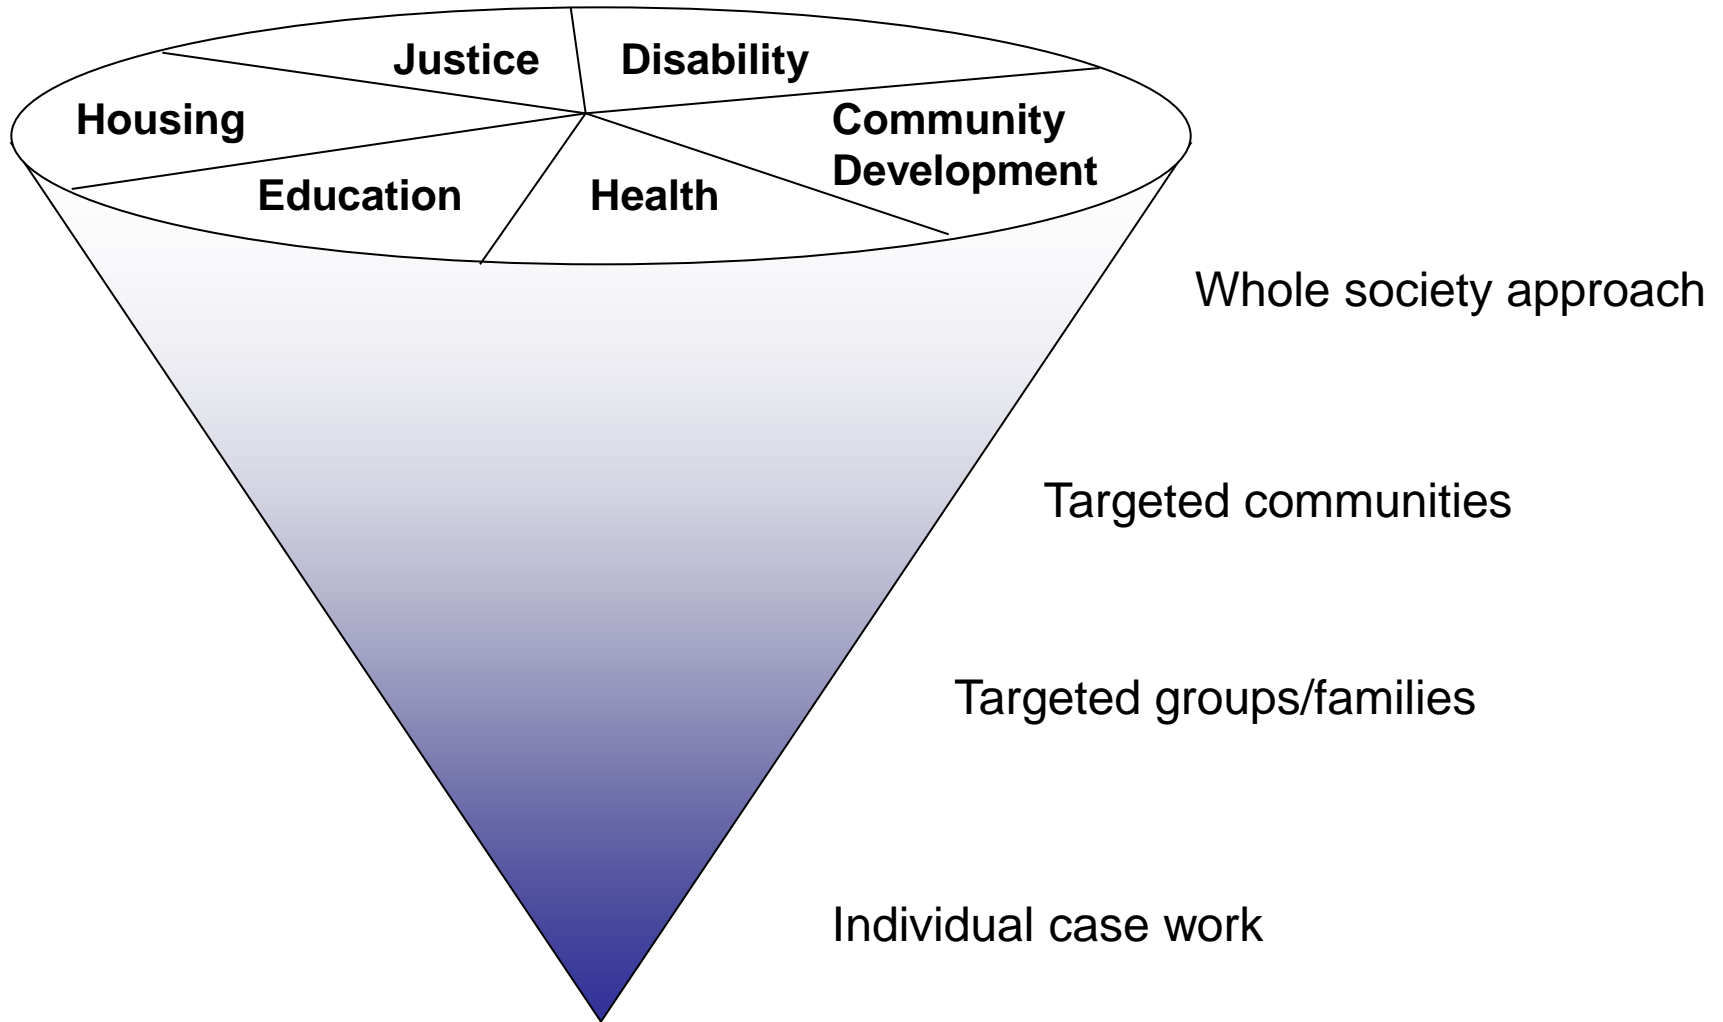 Justice
Disability
Housing
Community
Development
Education
Health
Whole society approach
Targeted communities
Targeted groups/families
Individual case work